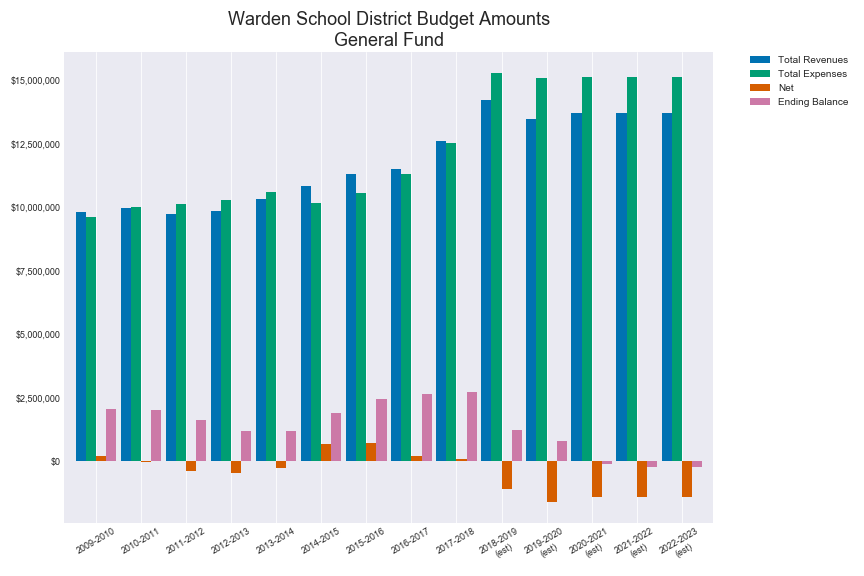 Warden School District Budget Amounts
General Fund
Total Revenues
Total Expenses
Net
Ending Balance
$15,000,000
$12,500,000
$10,000,000
$7,500,000
$5,000,000
$2,500,000
$0
2009-2010
2010-2011
2011-2012
2012-2013
2013-2014
2014-2015
2015-2016
2016-2017
2017-2018
2018-2019
(est)
2019-2020
(est)
2020-2021
(est)
2021-2022
(est)
2022-2023
(est)